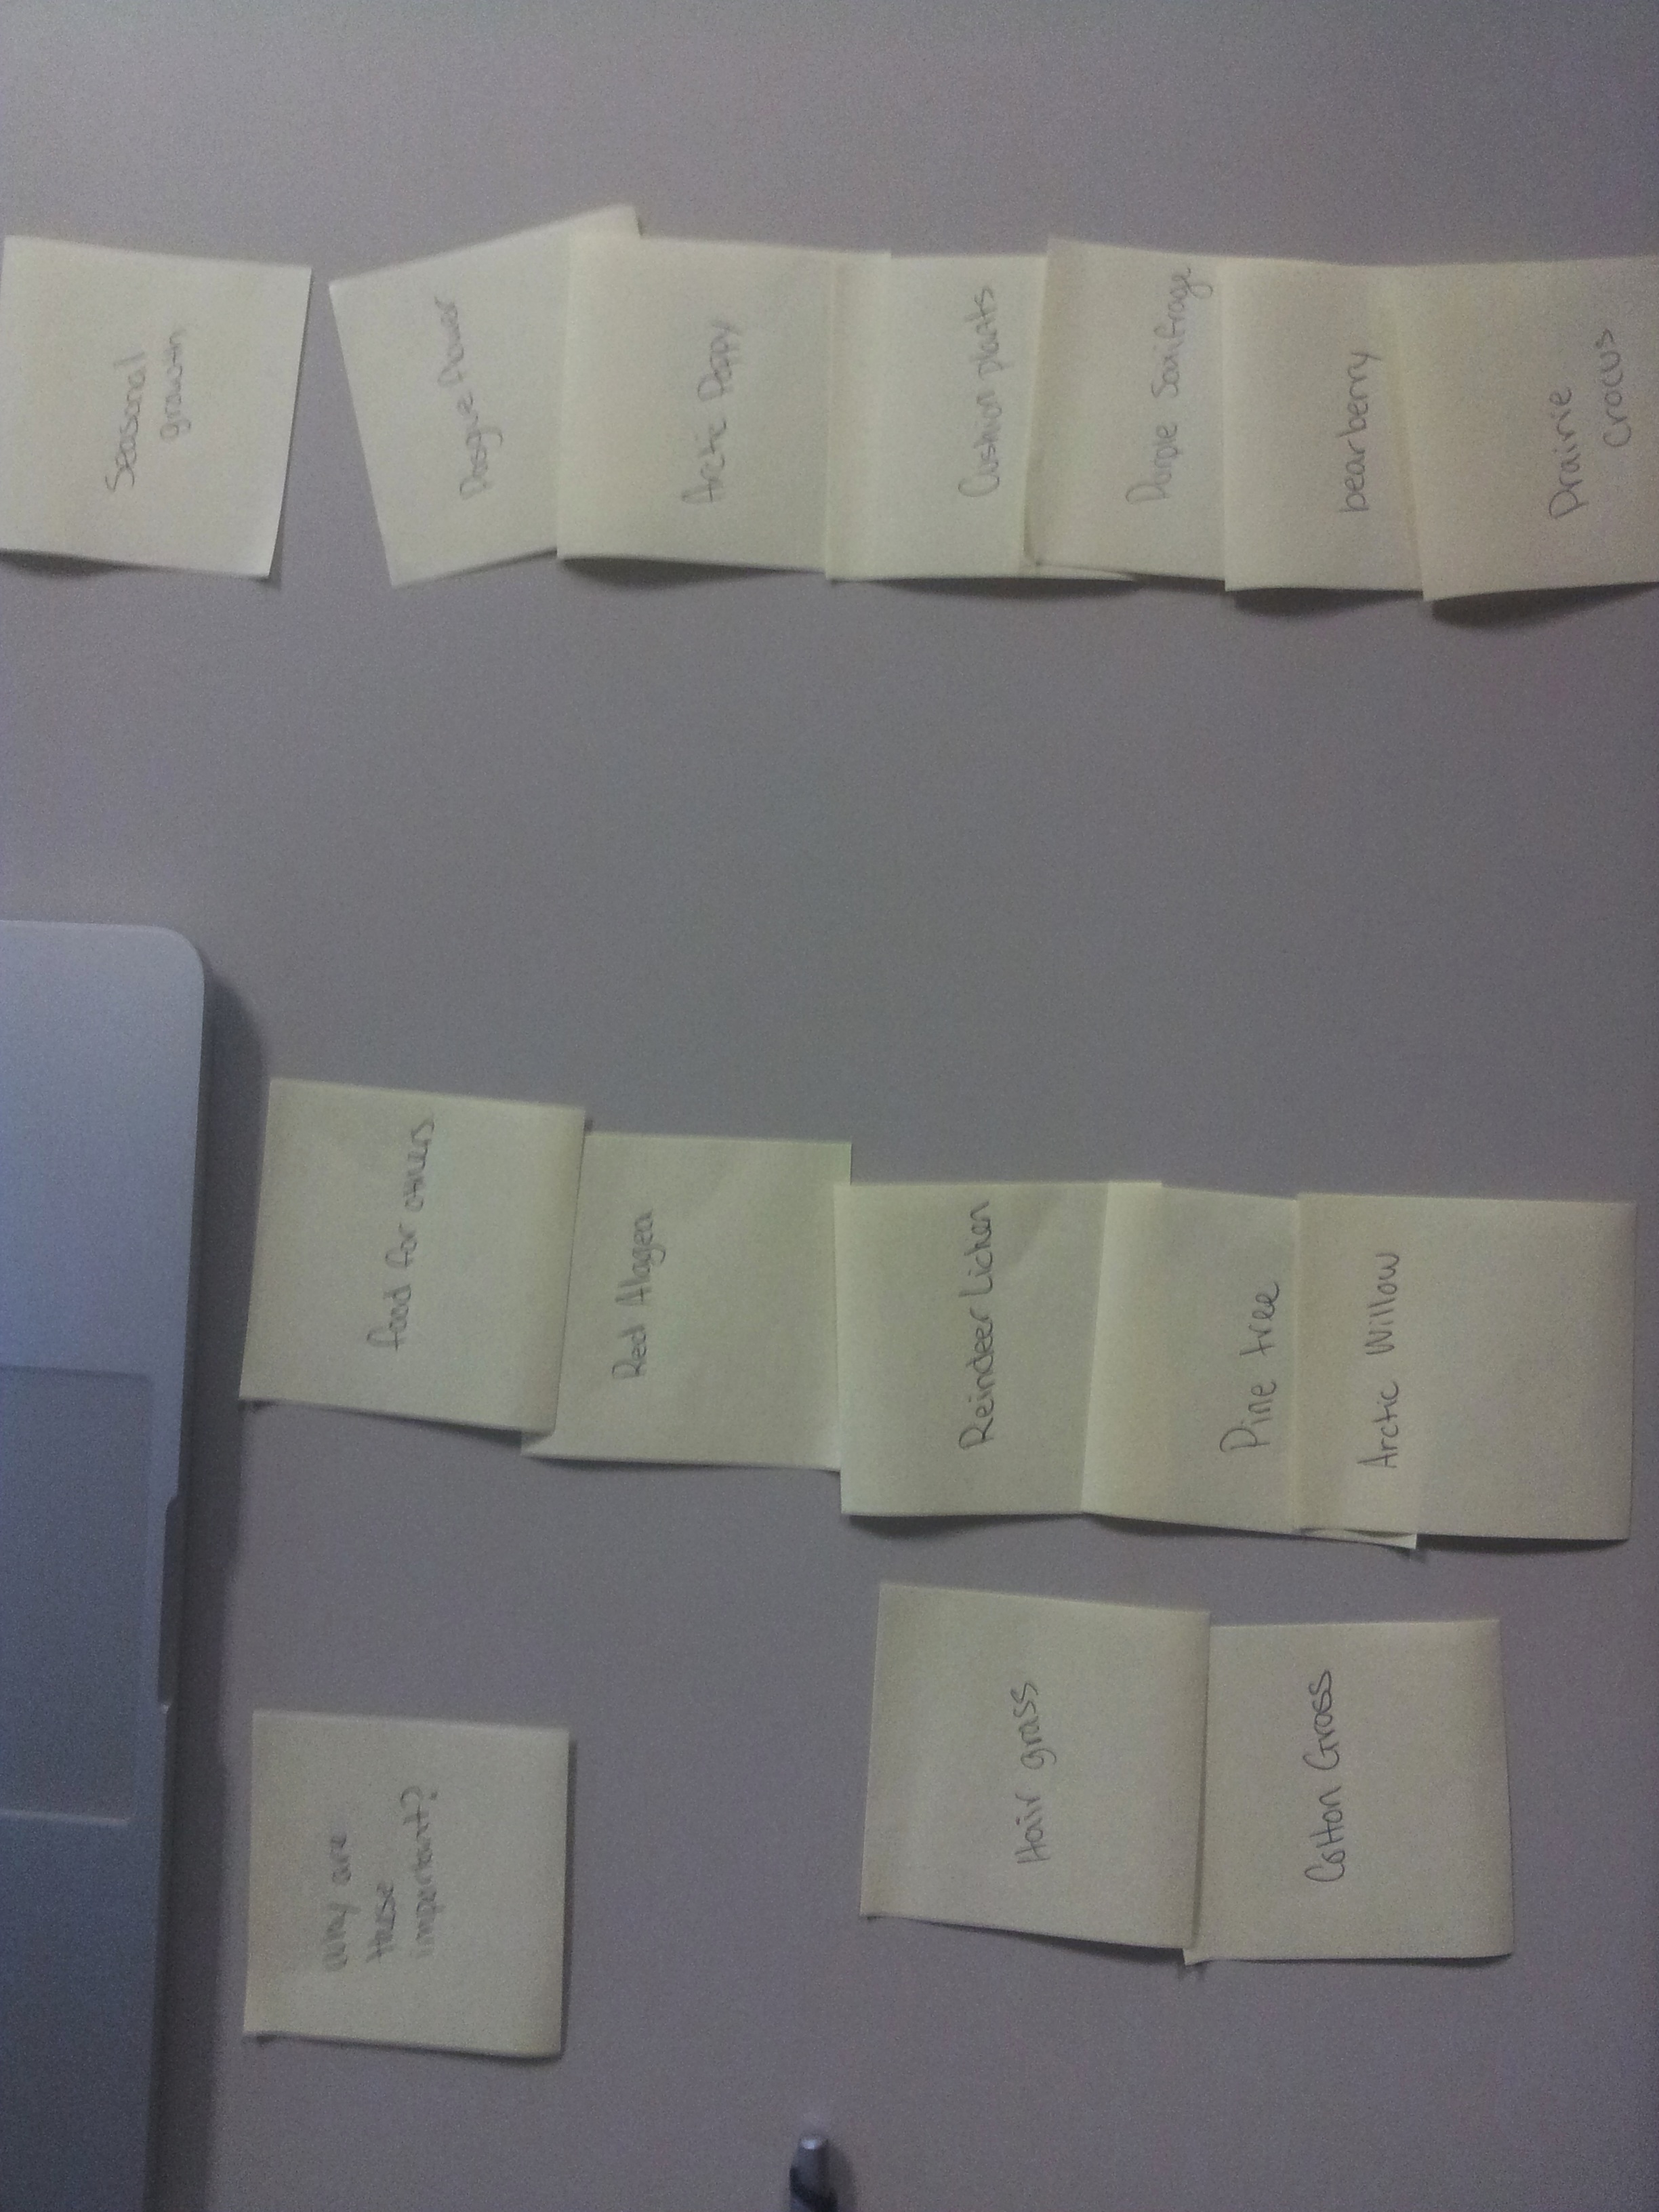 Why are
these
important?
Hair grass
Cotton Grass
food for others
Red Alagea
Reindeer Lichen
Pine tree
Arctic Willow
Seasonal
growth
Pasque flower
Arctic Poppy
Cushion plants
Purple Saxifrage
bearberry
Prairie
Crocus